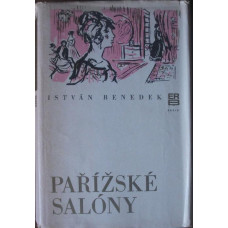 ISTVÁN BENEDEK
PAŘÍŽSKÉ
SALÓNY